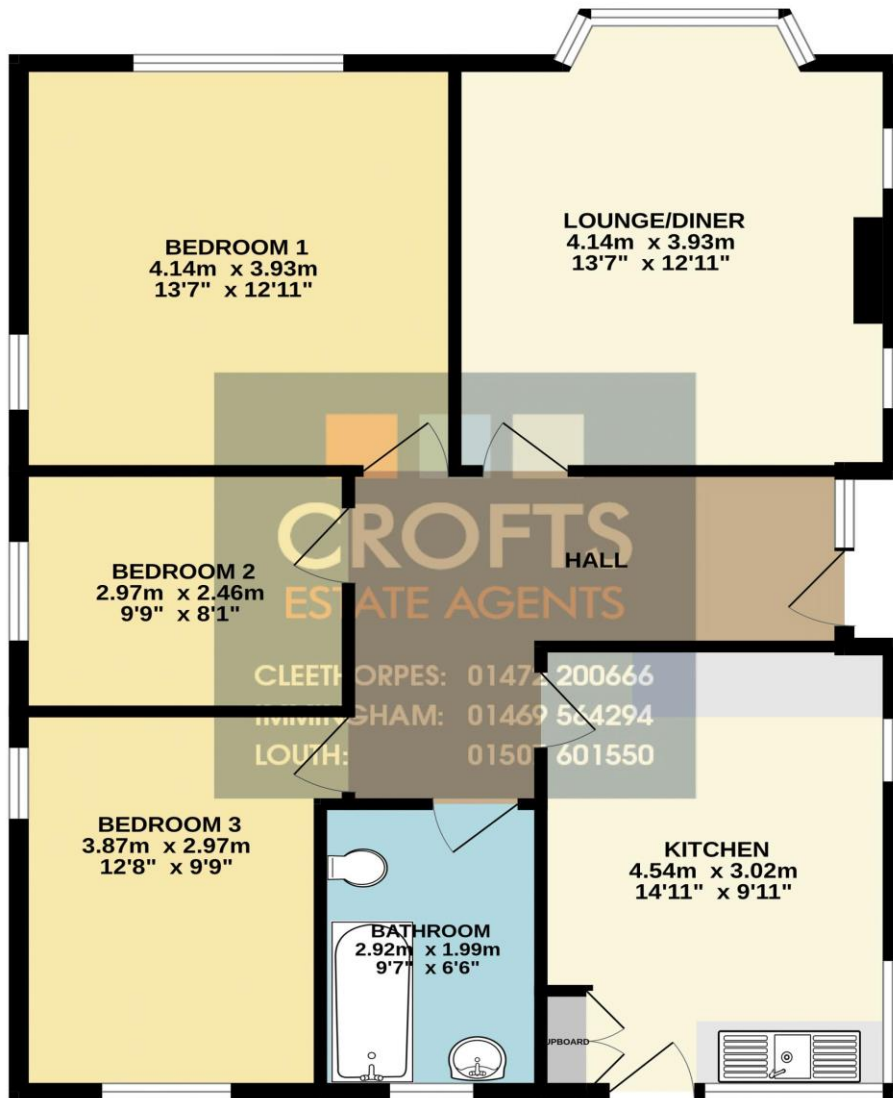 BEDROOM 1
4.14m x 3.93m
13'7" x 12'11"
LOUNGE/DINER
4.14m x 3.93m
13'7" x 12'11"
CROFTS
ESTATE AGENTS
HALL
BEDROOM 2
2.97m x 2.46m
9'9" x 8'1"
CLEETHORPES: 01472 200666
IMMINGHAM: 01469 564294
LOUTH: 01507 601550
BEDROOM 3
3.87m x 2.97m
12'8" x 9'9"
KITCHEN
4.54m x 3.02m
14'11" x 9'11"
BATHROOM
2.92m x 1.99m
9'7" x 6'6"
UPBOARD